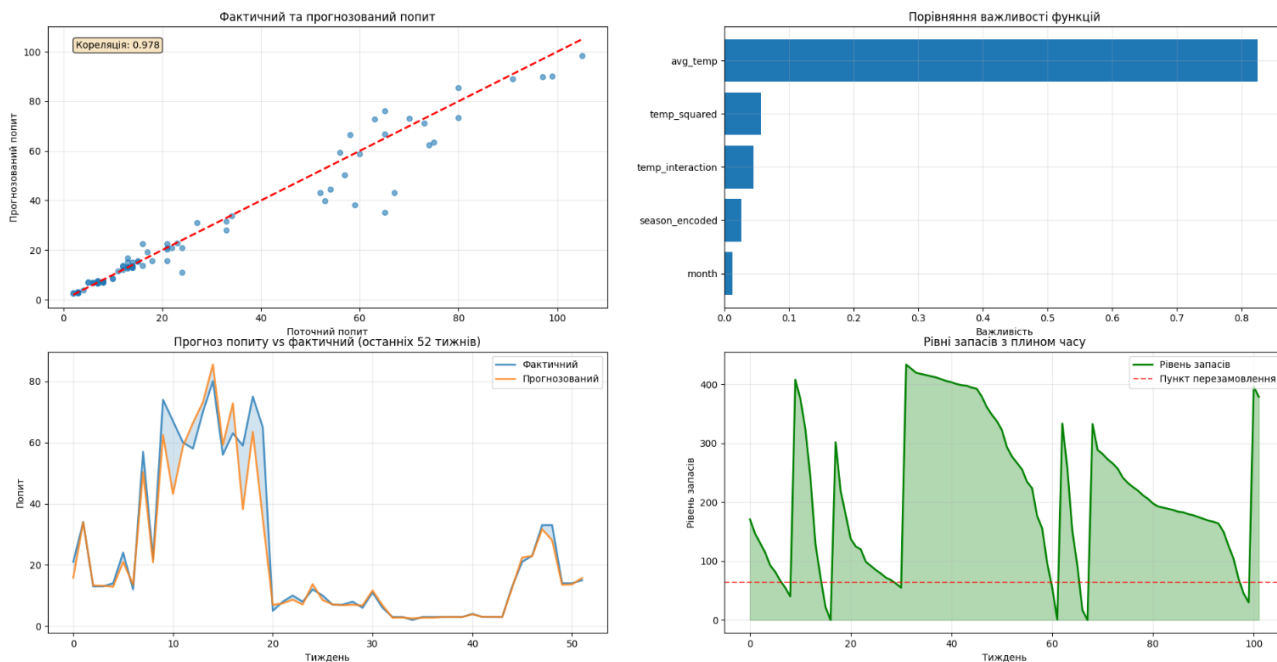 Фактичний та прогнозований попит
Кореляція: 0.978
Прогнозований попит
100
80
60
40
20
0
0 20 40 60 80 100
Поточний попит
Порівняння важливості функцій
avg_temp
temp_squared
temp_interaction
season_encoded
month
0.0 0.1 0.2 0.3 0.4 0.5 0.6 0.7 0.8
Важливість
Прогноз попиту vs фактичний (останніх 52 тижнів)
Фактичний
Прогнозований
Попит
80
60
40
20
0
0 10 20 30 40 50
Тиждень
Рівні запасів з плином часу
Рівень запасів
Пункт перезамовлення
Рівень запасів
400
300
200
100
0
0 20 40 60 80 100
Тиждень